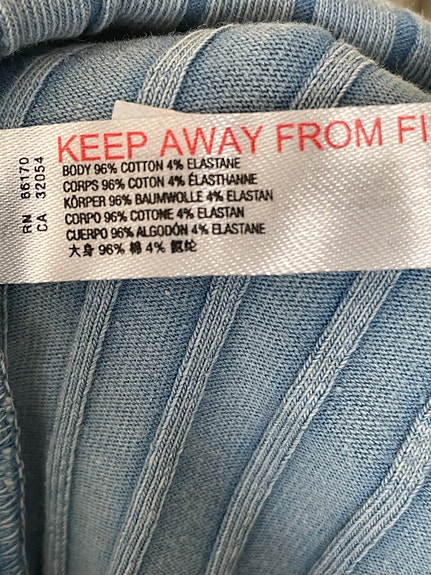 KEEP AWAY FROM FI
BODY 96% COTTON 4% ELASTANE
CORPS 96% COTON 4% ÉLASTHANNE
KÖRPER 96% BAUMWOLLE 4% ELASTAN
CORPO 96% COTONE 4% ELASTAN
CUERPO 96% ALGODÓN 4% ELASTANE
大身 96% 棉 4% 氨纶
RN 66170
CA 32054